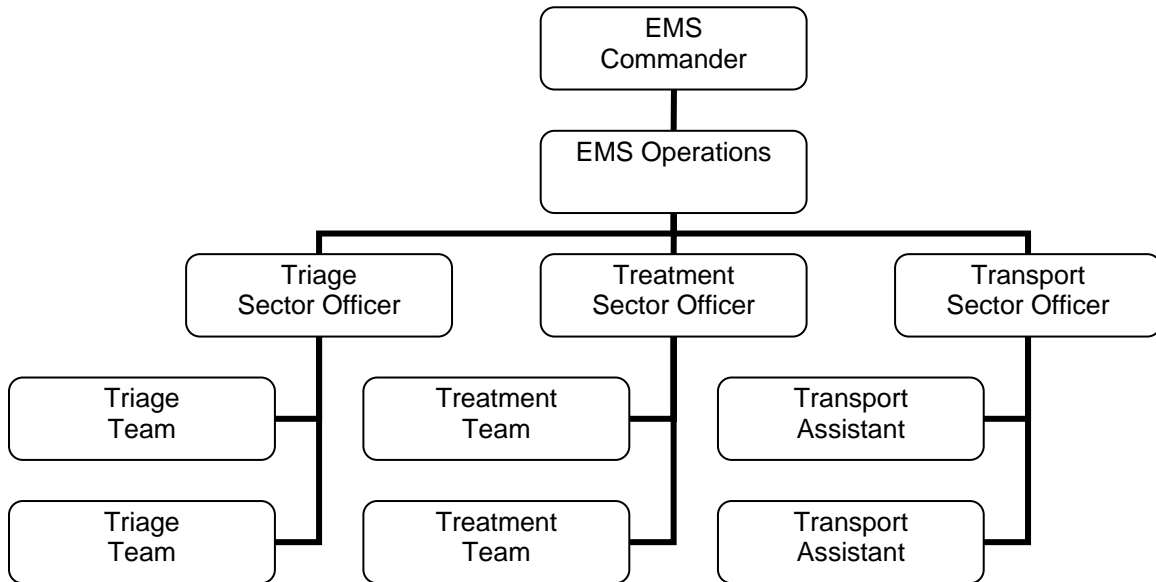 EMS
Commander
EMS Operations
Triage
Sector Officer
Treatment
Sector Officer
Transport
Sector Officer
Triage
Team
Treatment
Team
Transport
Assistant
Triage
Team
Treatment
Team
Transport
Assistant